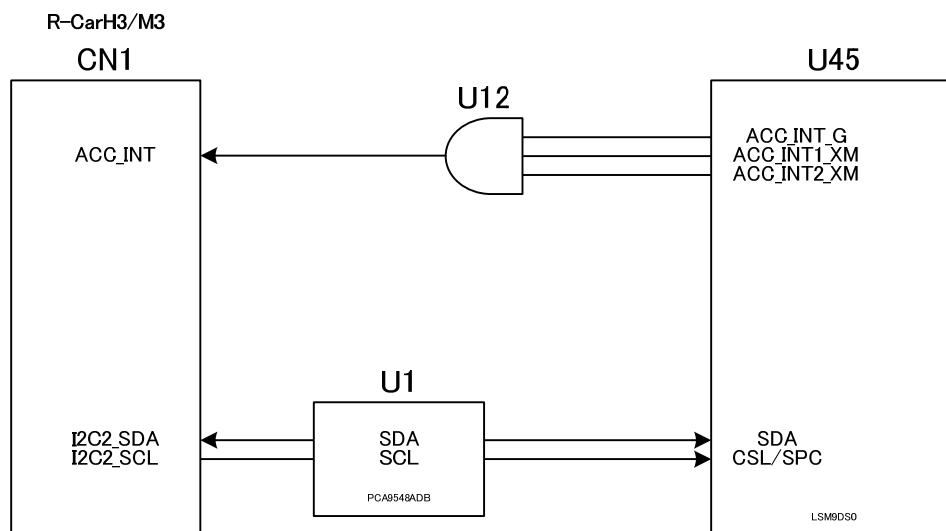 R-CarH3/M3
CN1
U45
U12
ACC_INT
ACC_INT_G
ACC_INT1_XM
ACC_INT2_XM
U1
I2C2_SDA
I2C2_SCL
SDA
SCL
SDA
CSL/SPC
PCA9548ADB
LSM9DS0